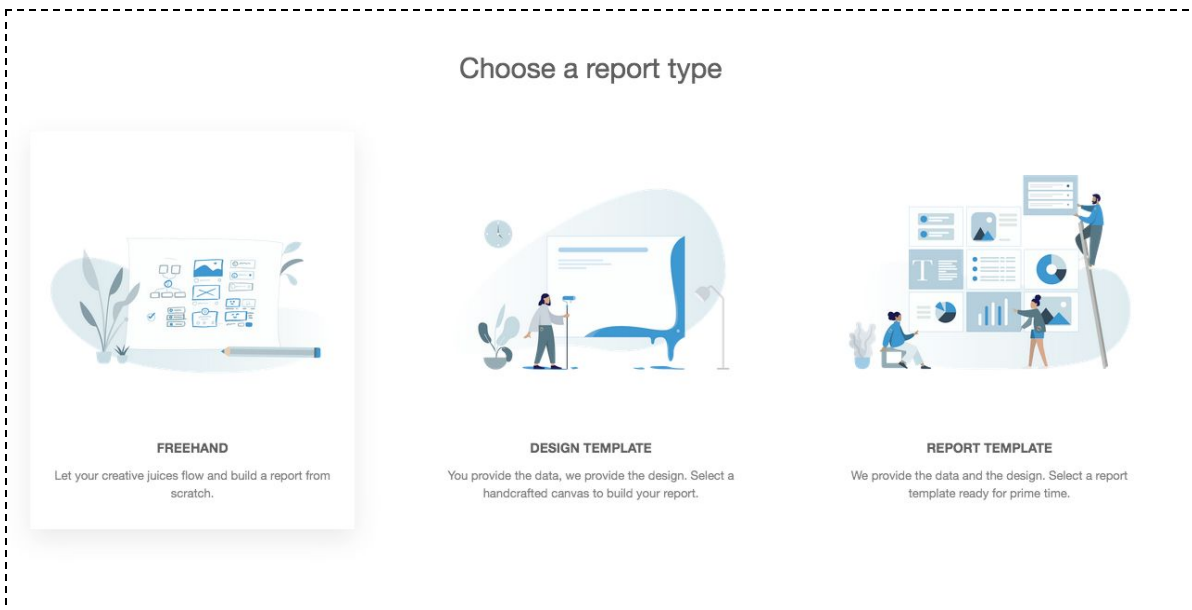 Choose a report type
FREEHAND
Let your creative juices flow and build a report from
scratch.
DESIGN TEMPLATE
You provide the data, we provide the design. Select a
handcrafted canvas to build your report.
T
REPORT TEMPLATE
We provide the data and the design. Select a report
template ready for prime time.